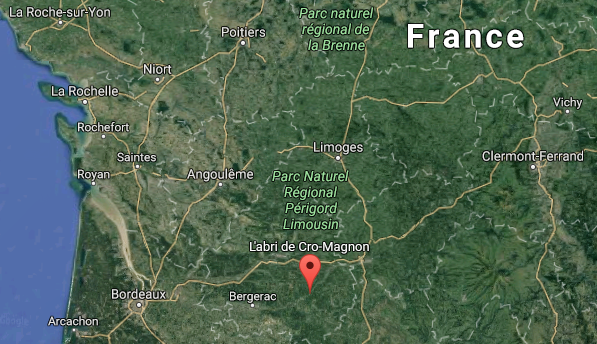 La Roche-sur-Yon
Poitiers
Parc naturel
régional de
la Brenne
France
Niort
La Rochelle
Vichy
Rochefort
Saintes
Limoges
Clermont-Ferrand
Royan
Angoulême
Parc Naturel
Régional
Périgord
Limousin
L'abri de Cro-Magnon
Bordeaux
Bergerac
Arcachon